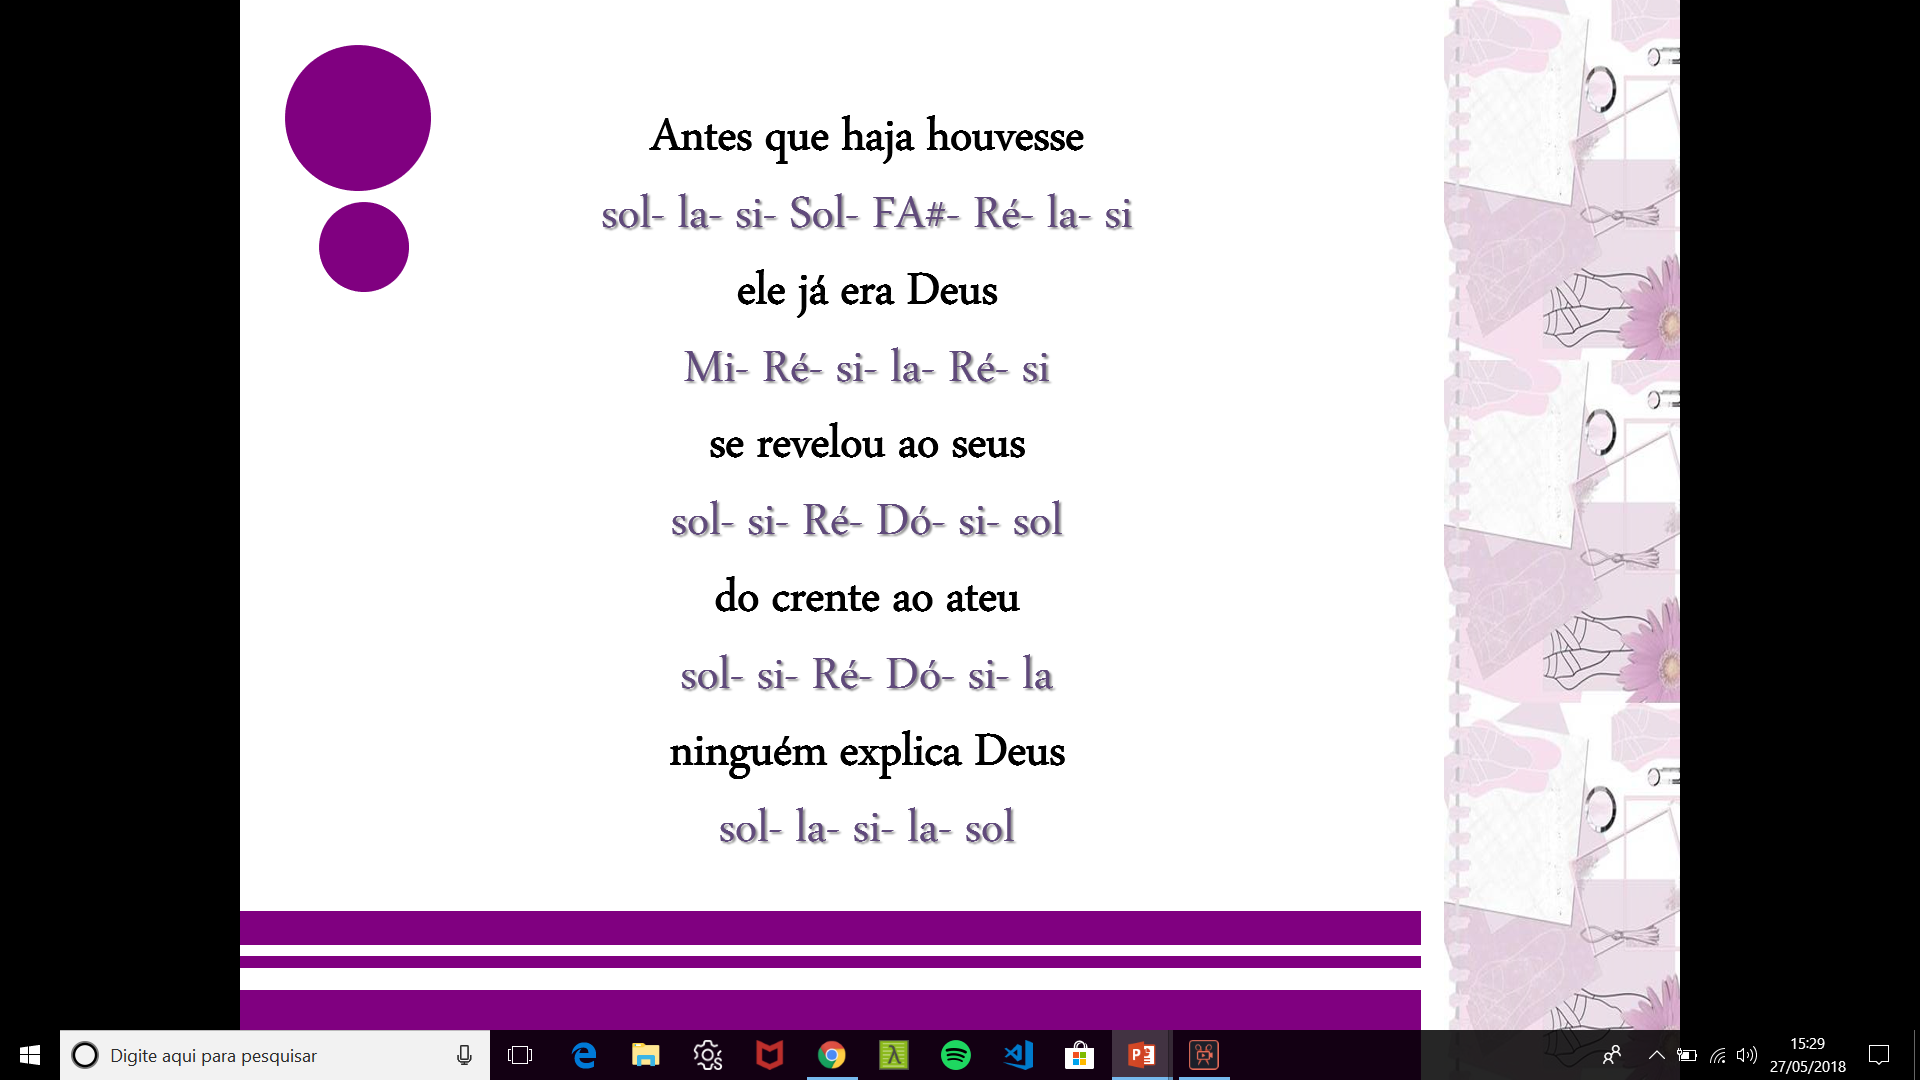 Antes que haja houvesse
sol- la- si- Sol- FA#- Ré- la- si
ele já era Deus
Mi- Ré- si- la- Ré- si
se revelou ao seus
sol- si- Ré- Dó- si- sol
do crente ao ateu
sol- si- Ré- Dó- si- la
ninguém explica Deus
sol- la- si- la- sol
Digite aqui para pesquisar
15:29
27/05/2018